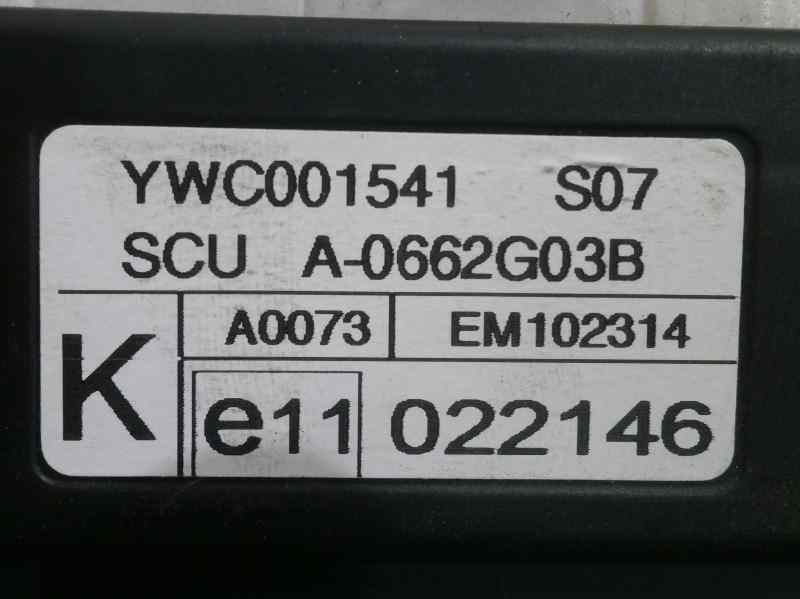 YWC001541 S07
SCU A-0662G03B
K
A0073 EM102314
e11 022146